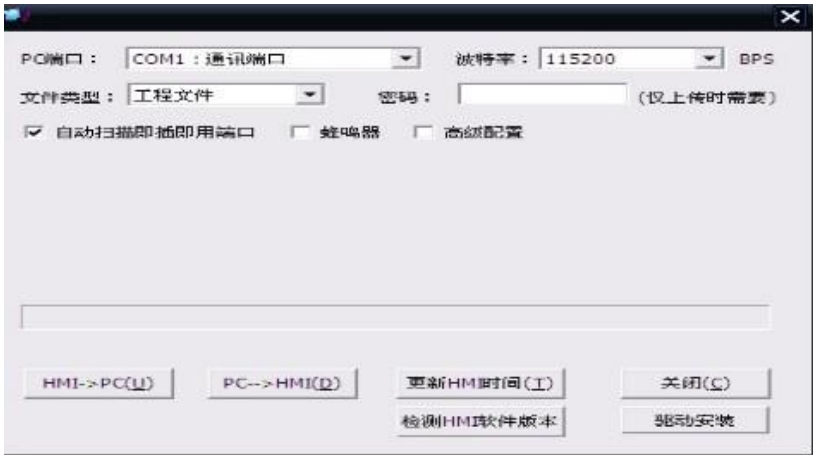 PC端口： COM1：通讯端口 波特率： 115200 BPS
文件类型： 工程文件 密码： (仅上传时需要)
自动扫描即插即用端口 蜂鸣器 高级配置
HMI->PC(U) PC-->HMI(D) 更新HMI时间(T) 关闭(C)
检测HMI软件版本 驱动安装